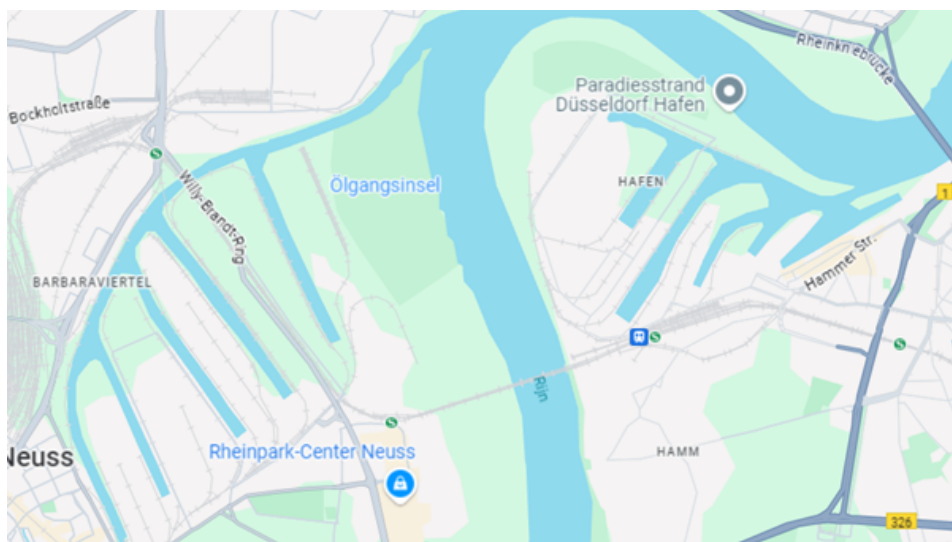 Rheinkniebrücke
Paradiesstrand
Düsseldorf Hafen
Bockholtstraße
S
Willy-Brandt-Ring
Ölgangsinsel
HAFEN
1
BARBARAVIERTEL
Hammer Str.
S
S
Rijn
S
Rheinpark-Center Neuss
Neuss
HAMM
326